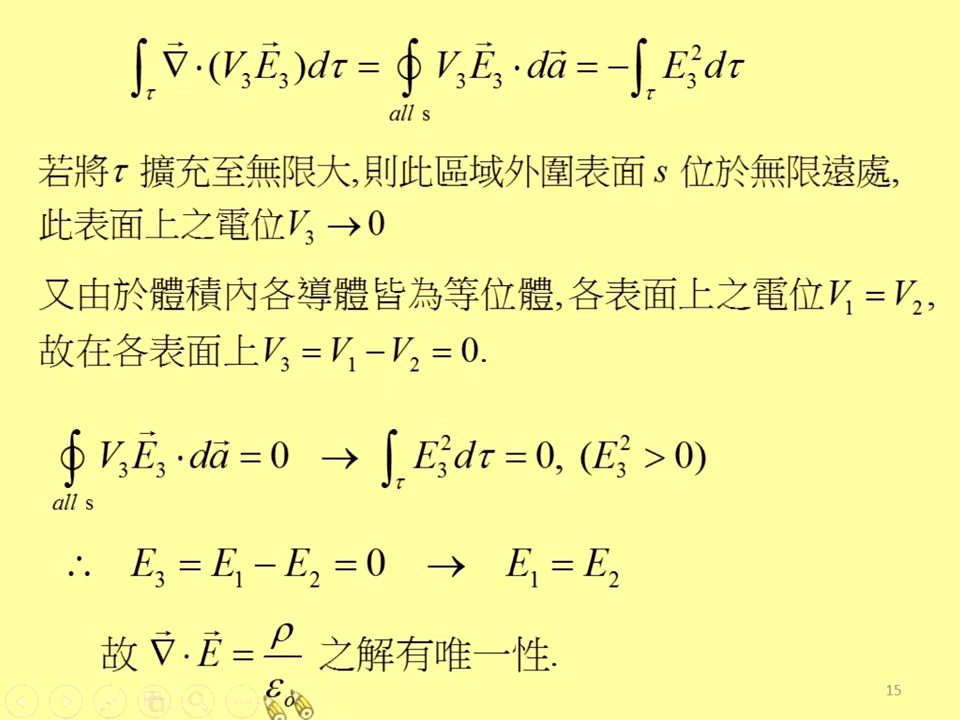 ∫τ ∇⃗·(V₃E⃗₃)dτ = ∮all s V₃E⃗₃·da⃗ = −∫τ E₃²dτ
若將τ 擴充至無限大,則此區域外圍表面 s 位於無限遠處,
此表面上之電位V₃ → 0
又由於體積內各導體皆為等位體,各表面上之電位V₁ = V₂,
故在各表面上V₃ = V₁ − V₂ = 0.
∮all s V₃E⃗₃·da⃗ = 0 → ∫τ E₃²dτ = 0, (E₃² > 0)
∴ E₃ = E₁ − E₂ = 0 → E₁ = E₂
故 ∇⃗·E⃗ = ρ/εₒ 之解有唯一性.
15